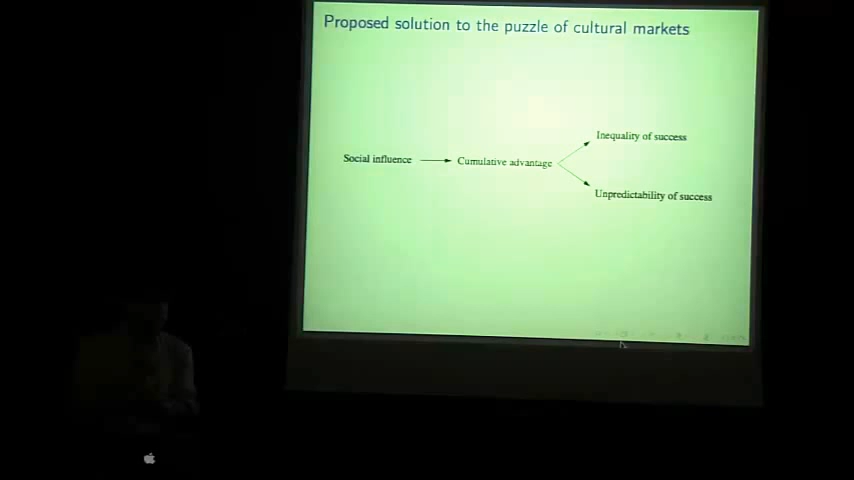 Proposed solution to the puzzle of cultural markets
Inequality of success
Social influence
Cumulative advantage
Unpredictability of success